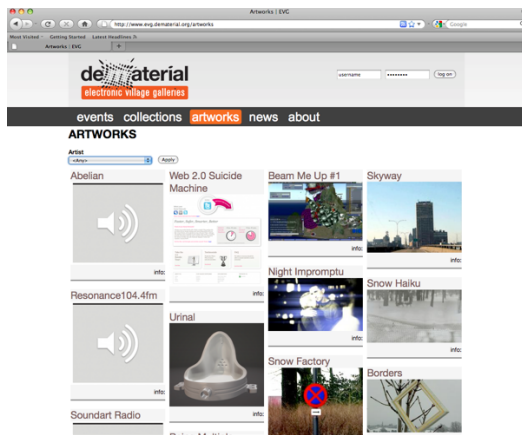 Artworks | EVG
http://www.evg.dematerial.org/artworks
Google
Most Visited
Getting Started
Latest Headlines
Artworks | EVG
dematerial
electronic village galleries
username
log on
events collections artworks news about
ARTWORKS
Artist
<Any>
Apply
Abelian
info:
Resonance104.4fm
info:
Soundart Radio
Web 2.0 Suicide
Machine
info:
Urinal
info:
Beam Me Up #1
info:
Night Impromptu
info:
Snow Factory
Skyway
info:
Snow Haiku
info:
Borders